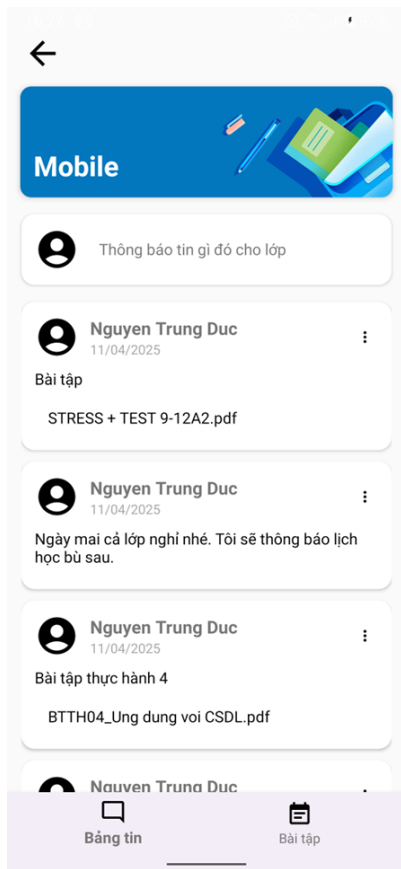 Mobile
Thông báo tin gì đó cho lớp
Nguyen Trung Duc
11/04/2025
Bài tập
STRESS + TEST 9-12A2.pdf
Nguyen Trung Duc
11/04/2025
Ngày mai cả lớp nghỉ nhé. Tôi sẽ thông báo lịch
học bù sau.
Nguyen Trung Duc
11/04/2025
Bài tập thực hành 4
BTTH04_Ung dung voi CSDL.pdf
Nguyen Trung Duc
Bảng tin
Bài tập